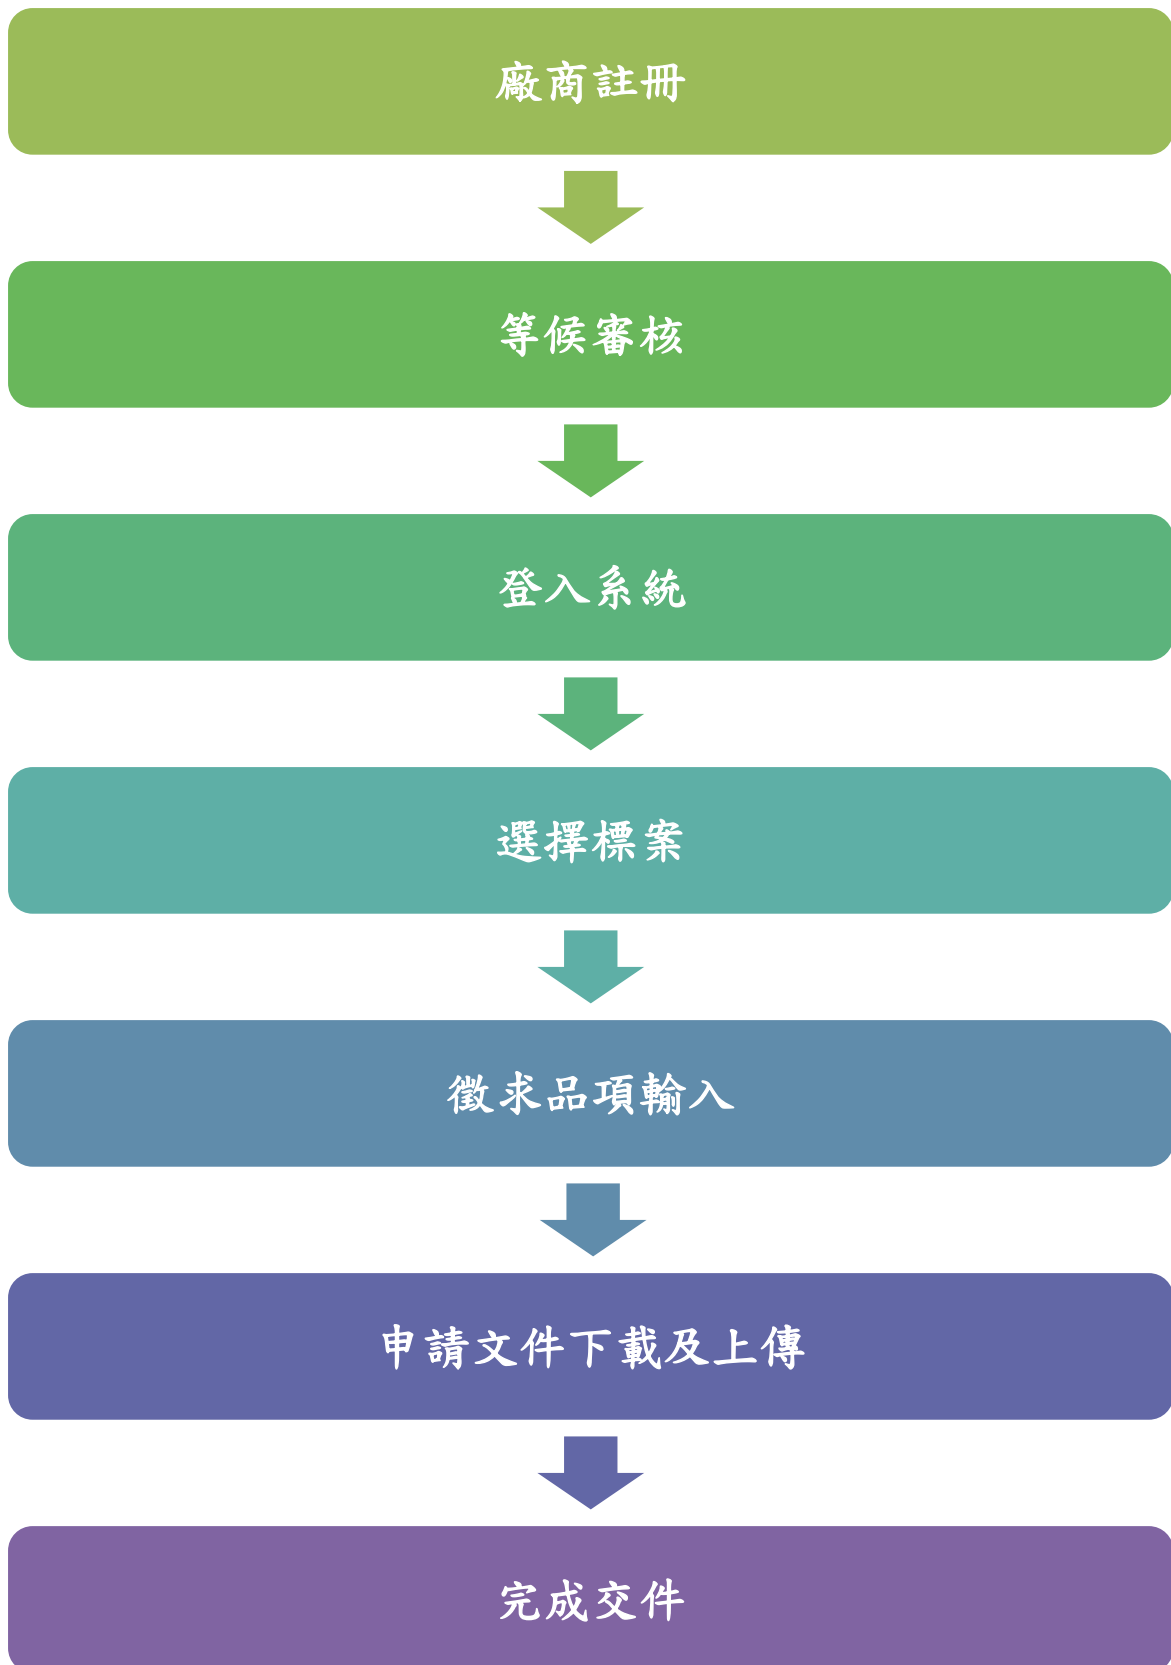 廠商註冊
等候審核
登入系統
選擇標案
徵求品項輸入
申請文件下載及上傳
完成交件